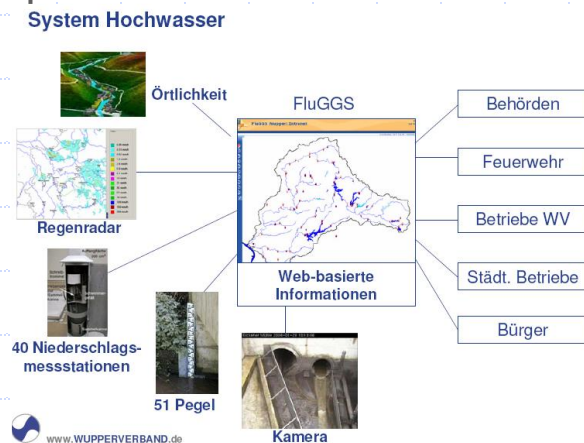 System Hochwasser
Örtlichkeit
FluGGS
Behörden
Feuerwehr
Regenradar
Betriebe WV
Web-basierte
Informationen
Städt. Betriebe
Bürger
40 Niederschlags-
messstationen
51 Pegel
Kamera
www.WUPPERVERBAND.de